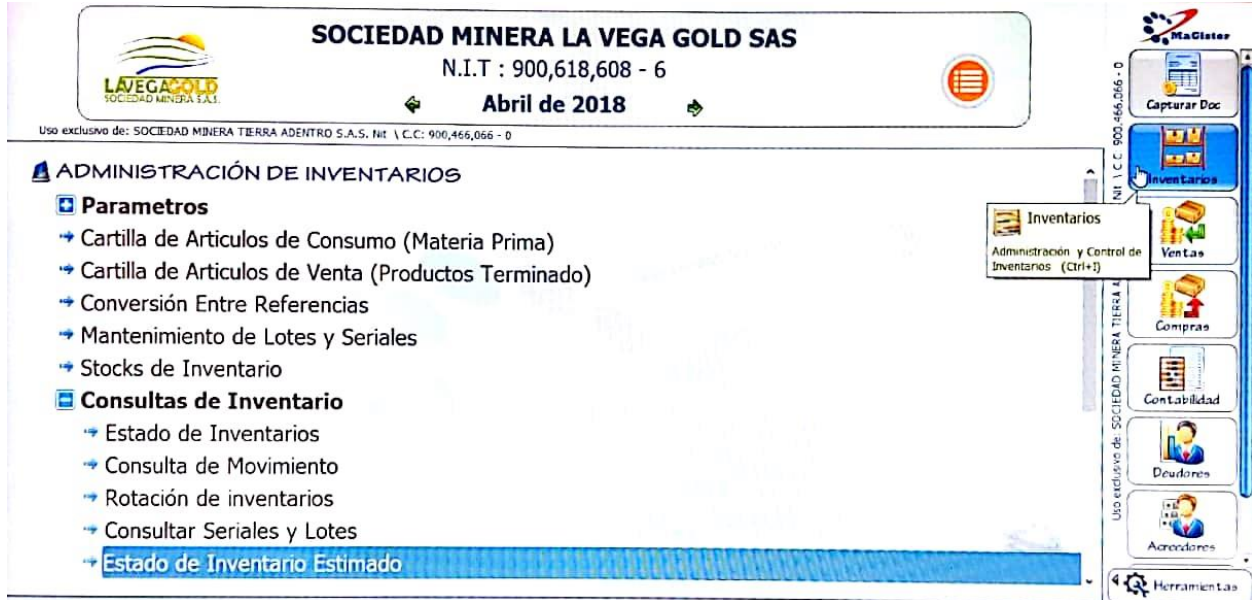 SOCIEDAD MINERA LA VEGA GOLD SAS
N.I.T : 900,618,608 - 6
Abril de 2018
LAVEGAGOLD
SOCIEDAD MINERA S.A.S.
Uso exclusivo de: SOCIEDAD MINERA TIERRA ADENTRO S.A.S. Nit \ C.C: 900,466,066 - 0
ADMINISTRACIÓN DE INVENTARIOS
Parametros
Cartilla de Articulos de Consumo (Materia Prima)
Cartilla de Articulos de Venta (Productos Terminado)
Conversión Entre Referencias
Mantenimiento de Lotes y Seriales
Stocks de Inventario
Consultas de Inventario
Estado de Inventarios
Consulta de Movimiento
Rotación de inventarios
Consultar Seriales y Lotes
Estado de Inventario Estimado
Inventarios
Administración y Control de
Inventarios (Ctrl+I)
Uso exclusivo de: SOCIEDAD MINERA TIERRA A
Nit \ C.C 900,466,066 - 0
MaGister
Capturar Doc
Inventarios
Ventas
Compras
Contabilidad
Deudores
Acreedores
Herramientas